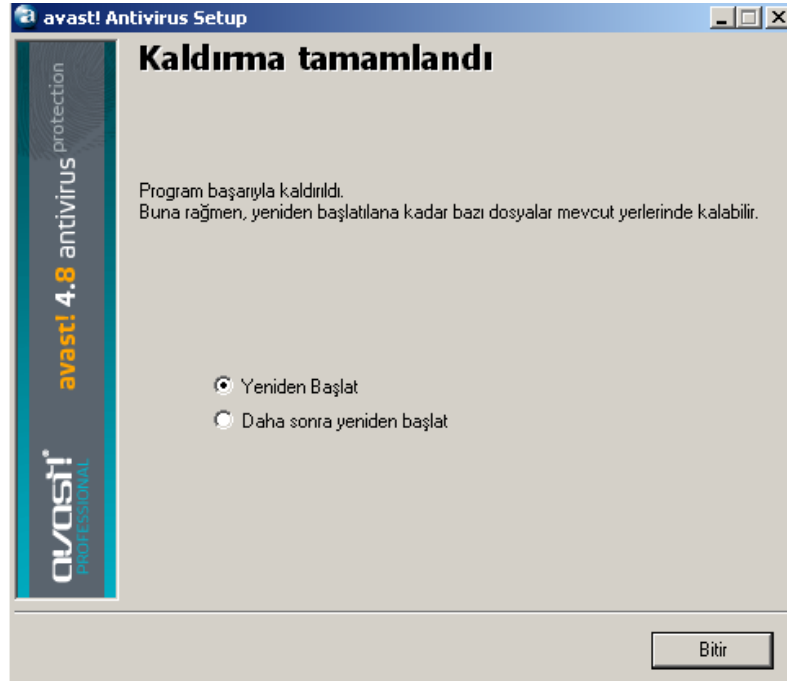 avast! Antivirus Setup
Kaldırma tamamlandı
Program başarıyla kaldırıldı.
Buna rağmen, yeniden başlatılana kadar bazı dosyalar mevcut yerlerinde kalabilir.
Yeniden Başlat
Daha sonra yeniden başlat
avast! 4.8 antivirus protection
avast!
PROFESSIONAL
Bitir